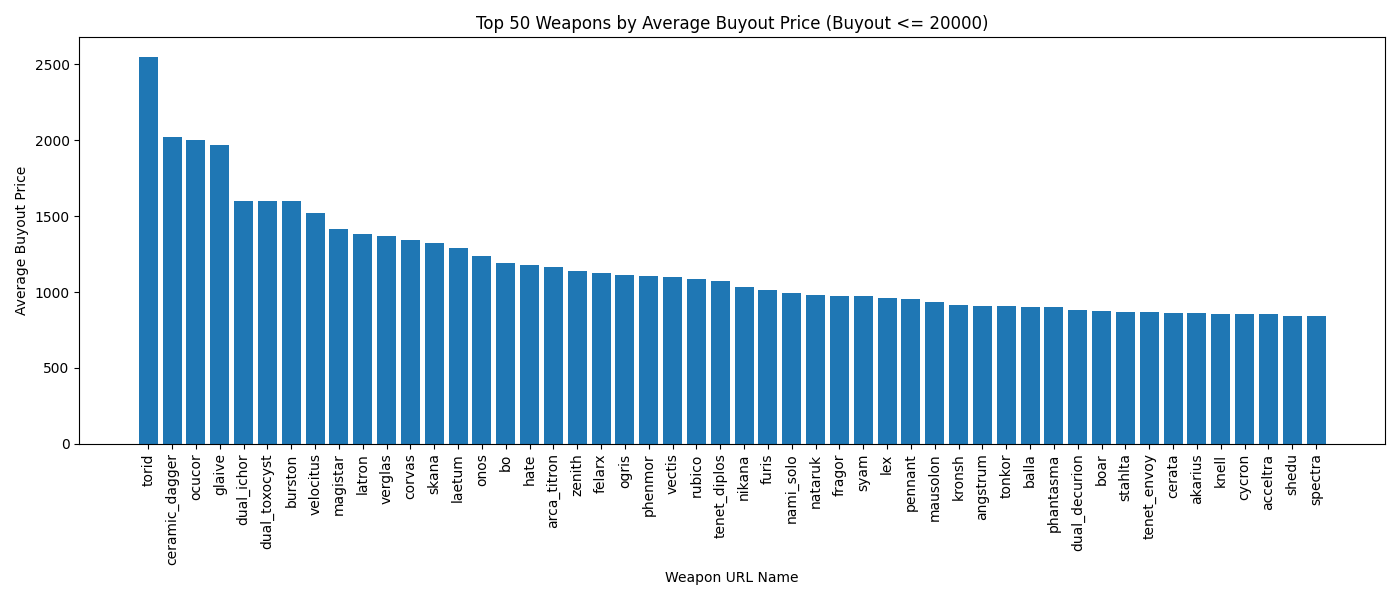 Top 50 Weapons by Average Buyout Price (Buyout <= 20000)
Average Buyout Price
2500
2000
1500
1000
500
0
torid
ceramic_dagger
ocucor
glaive
dual_ichor
dual_toxocyst
burston
velocitus
magistar
latron
verglas
corvas
skana
laetum
onos
bo
hate
arca_titron
zenith
felarx
ogris
phenmor
vectis
rubico
tenet_diplos
nikana
furis
nami_solo
nataruk
fragor
syam
lex
pennant
mausolon
kronsh
angstrum
tonkor
balla
phantasma
dual_decurion
boar
stahlta
tenet_envoy
cerata
akarius
knell
cycron
acceltra
shedu
spectra
Weapon URL Name